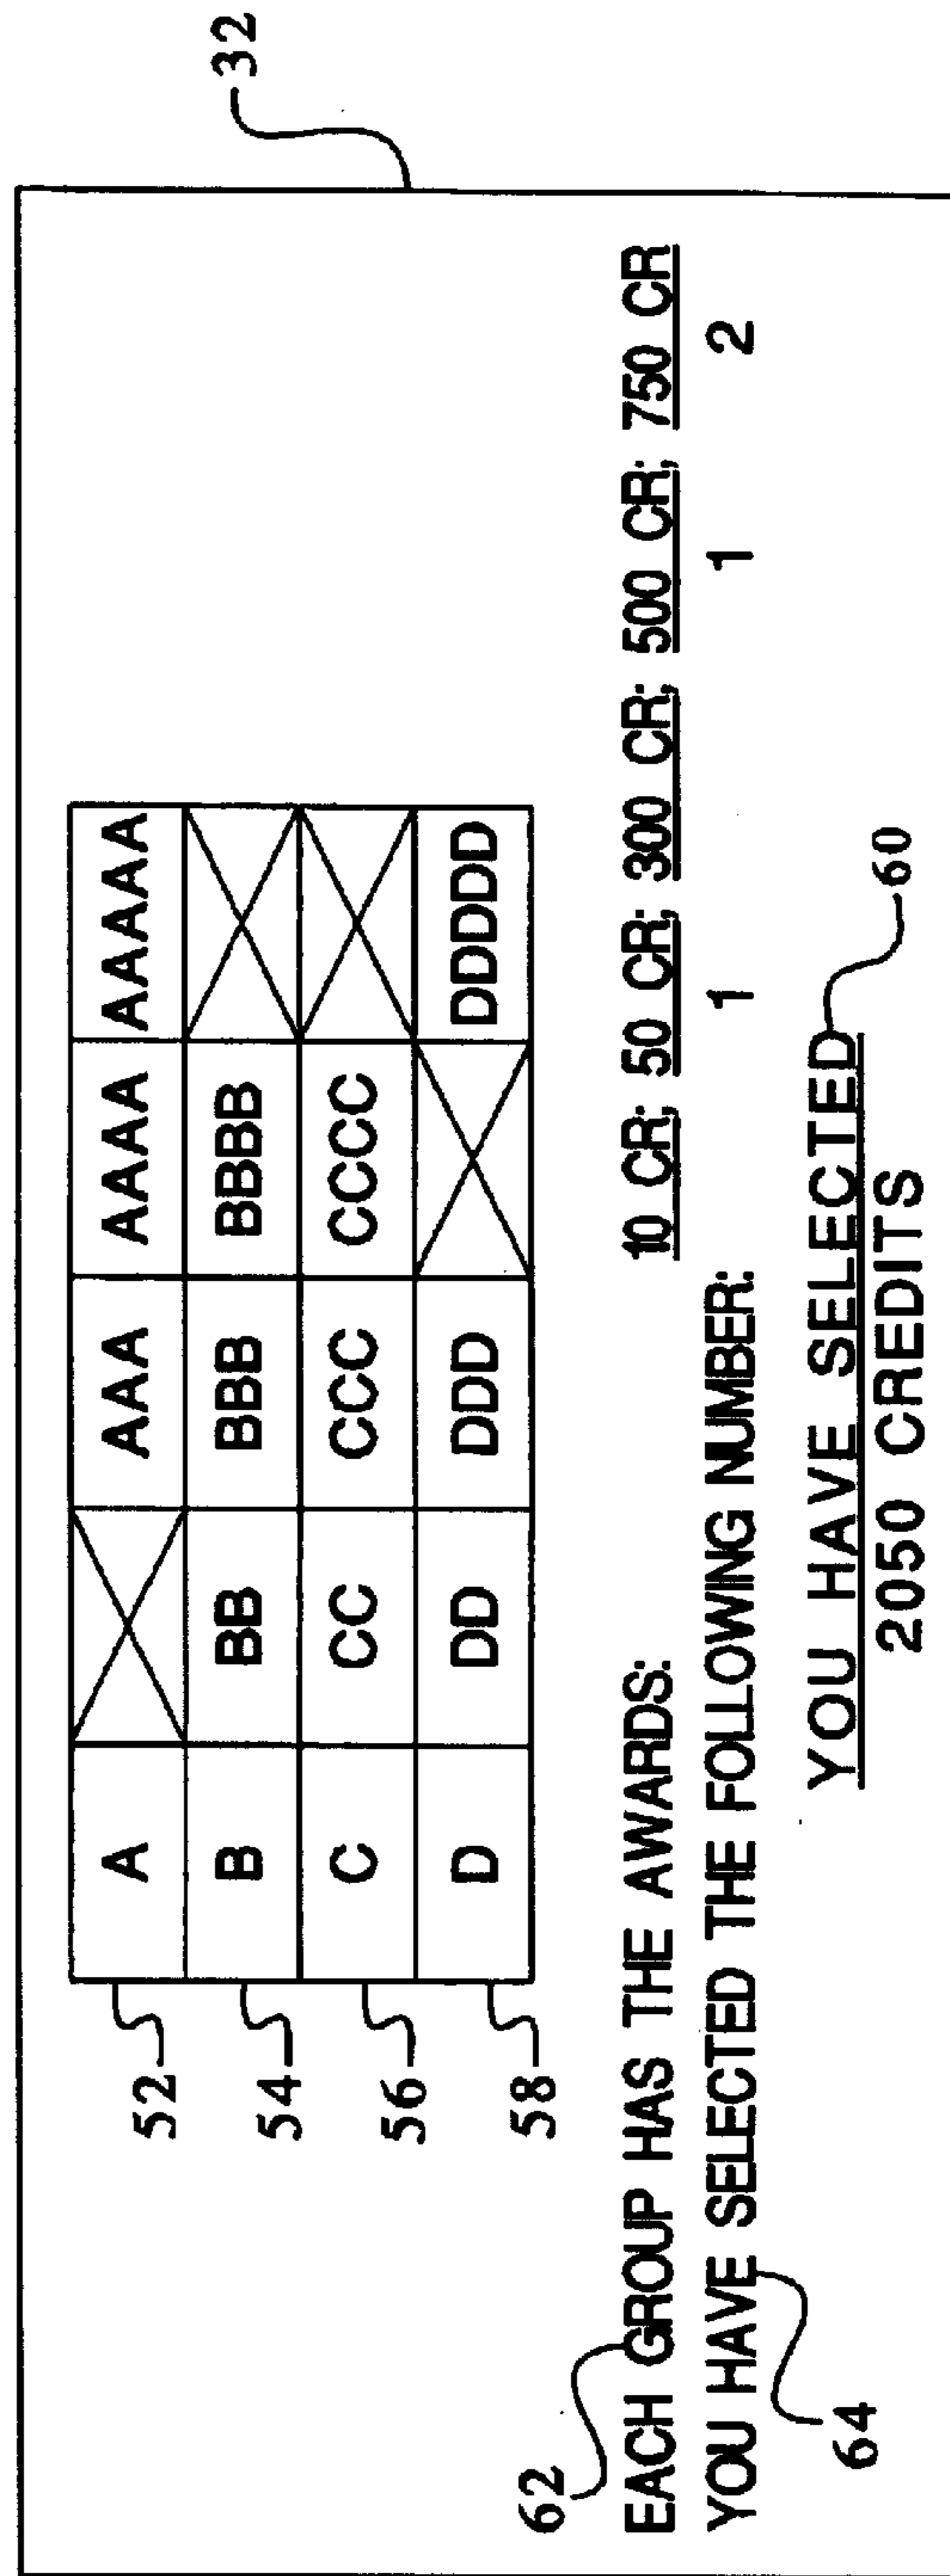 32
52 A AAA AAAA AAAAA
54 B BB BBB BBBB
56 C CC CCC CCCC
58 D DD DDD DDDDD
62
EACH GROUP HAS THE AWARDS: 10 CR; 50 CR; 300 CR; 500 CR; 750 CR
YOU HAVE SELECTED THE FOLLOWING NUMBER: 1 1 2
64
YOU HAVE SELECTED 60
2050 CREDITS